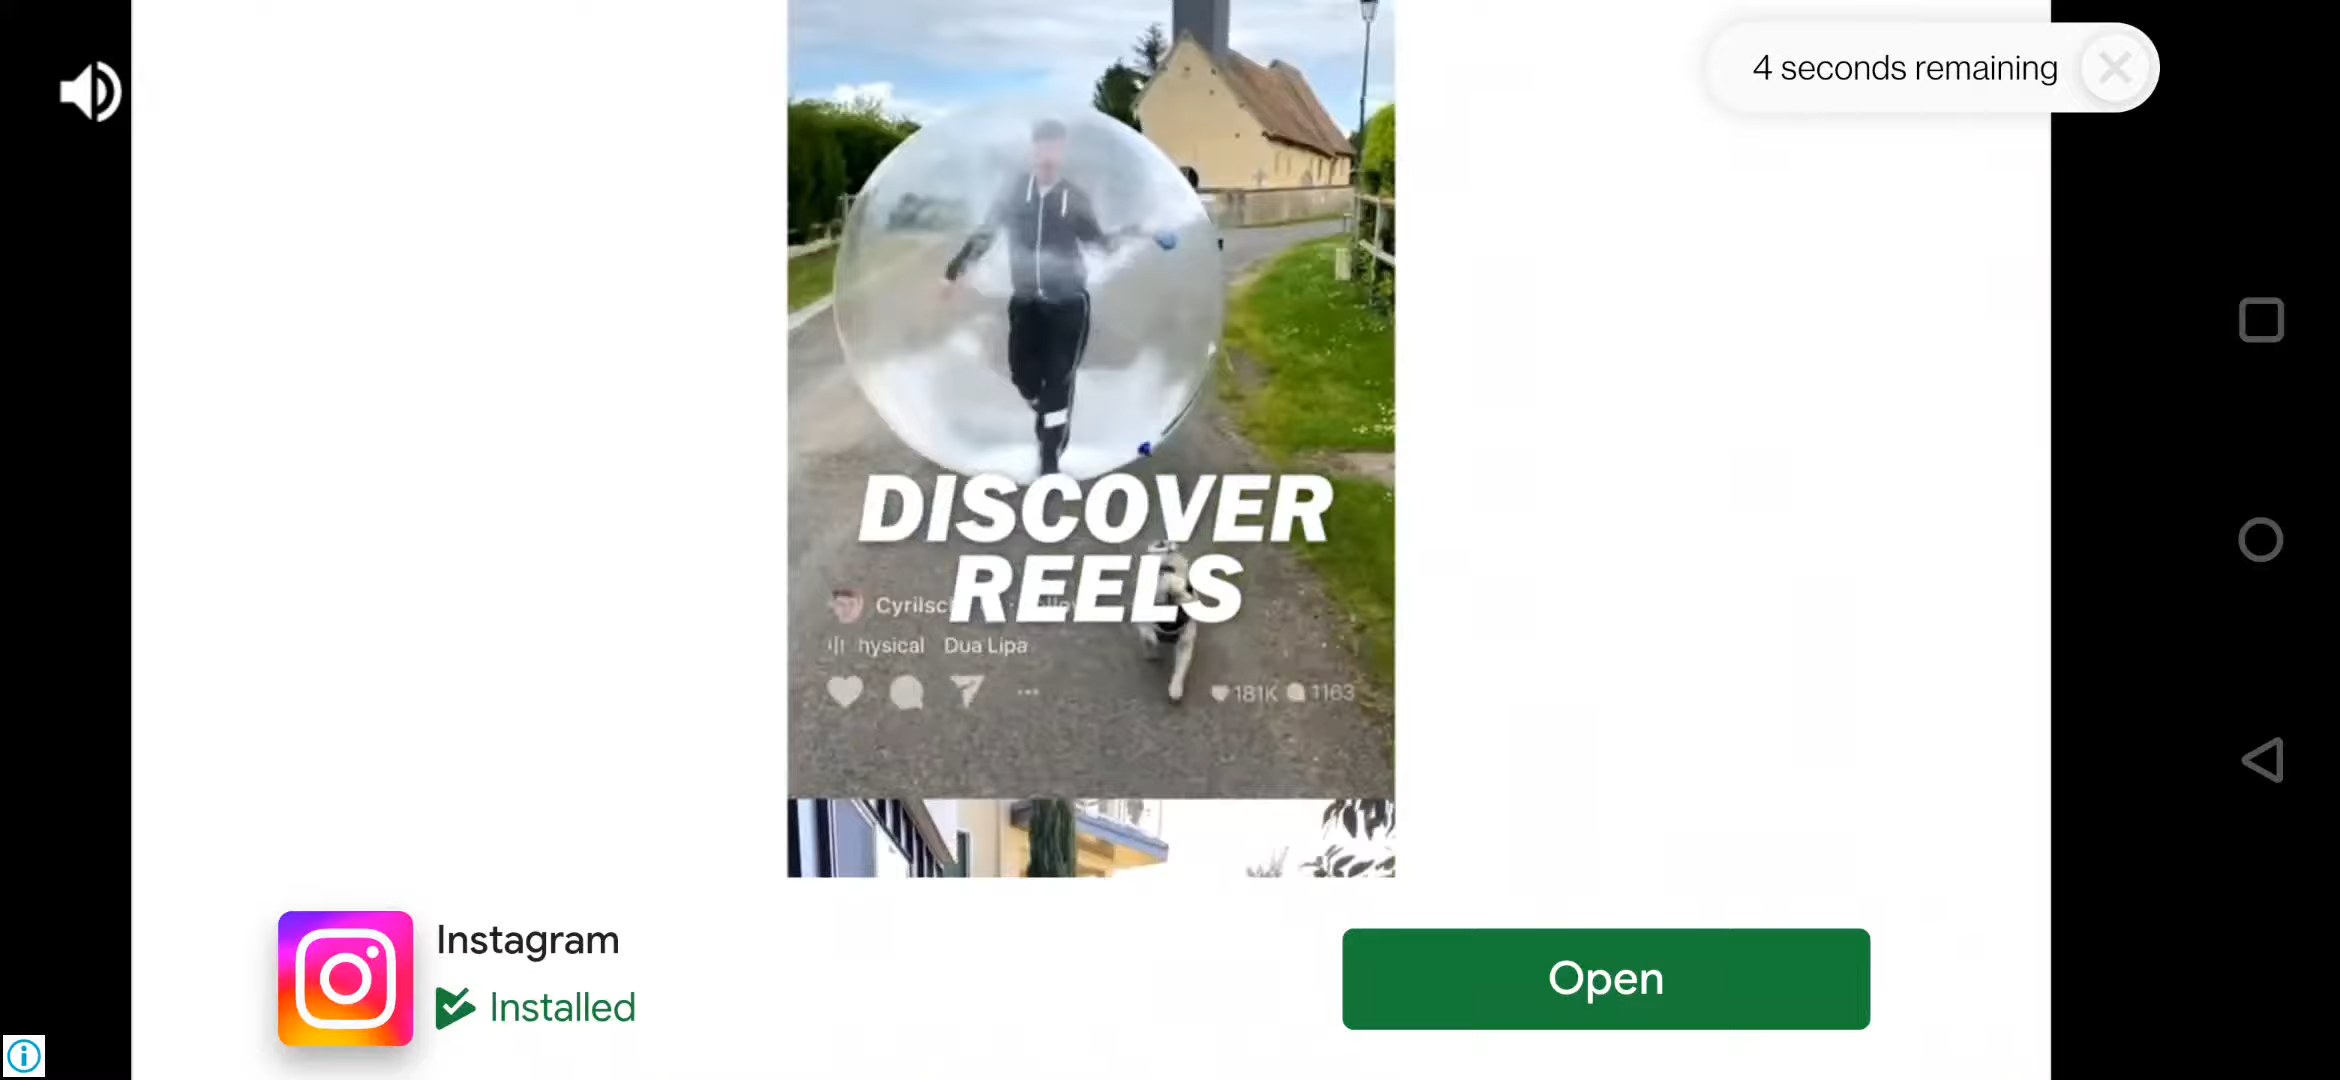 4 seconds remaining
DISCOVER
REELS
hysical Dua Lipa
181K 1163
Instagram
Installed
Open